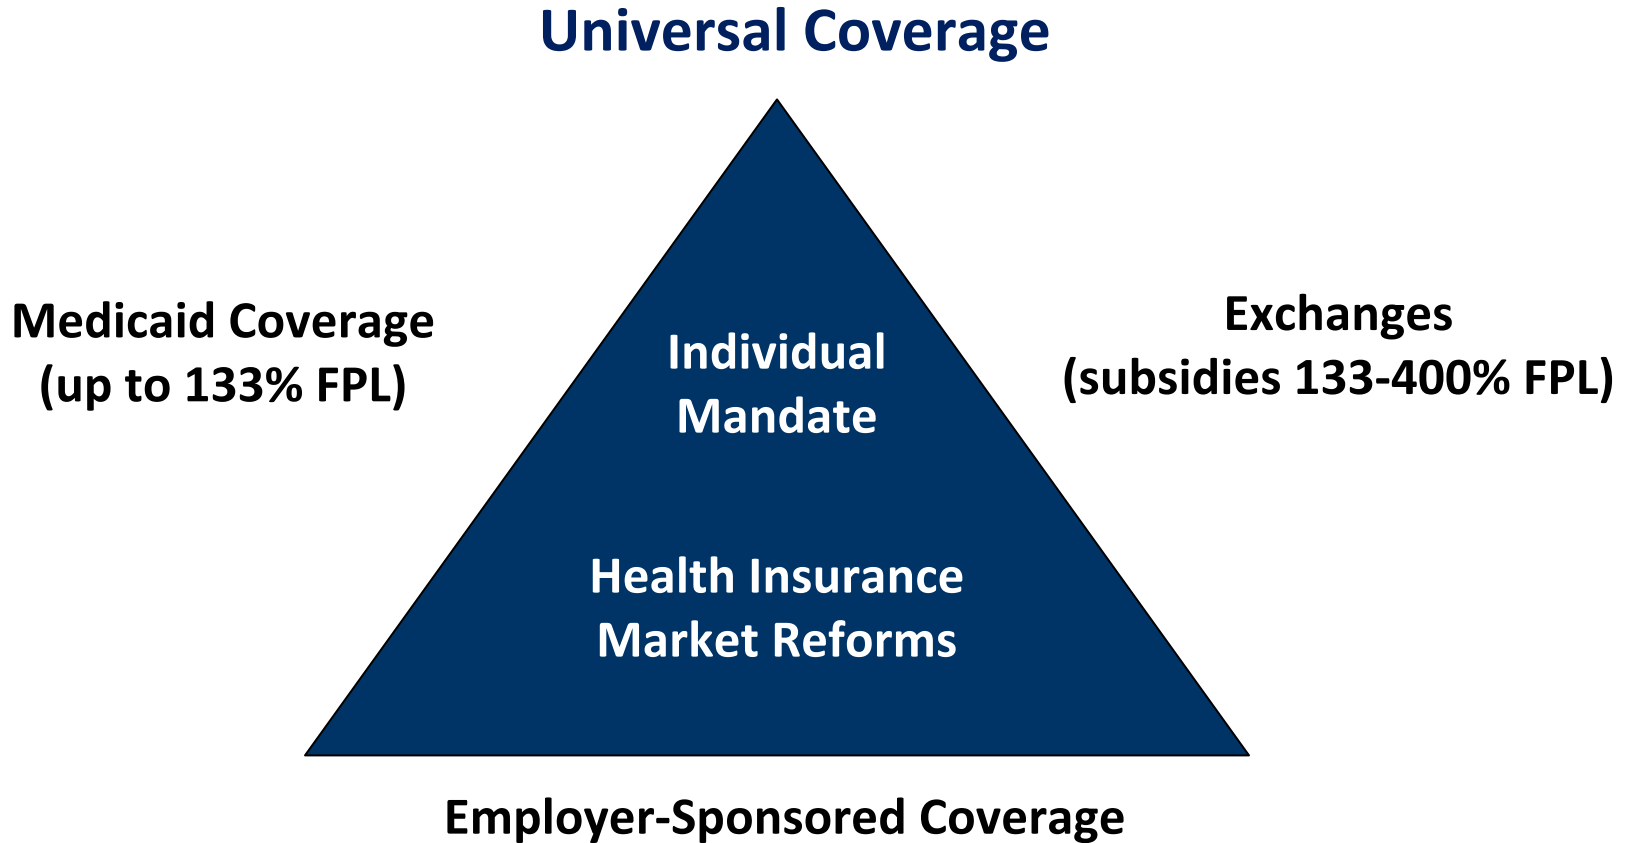 Universal Coverage
Medicaid Coverage
(up to 133% FPL)
Individual
Mandate
Exchanges
(subsidies 133-400% FPL)
Health Insurance
Market Reforms
Employer-Sponsored Coverage